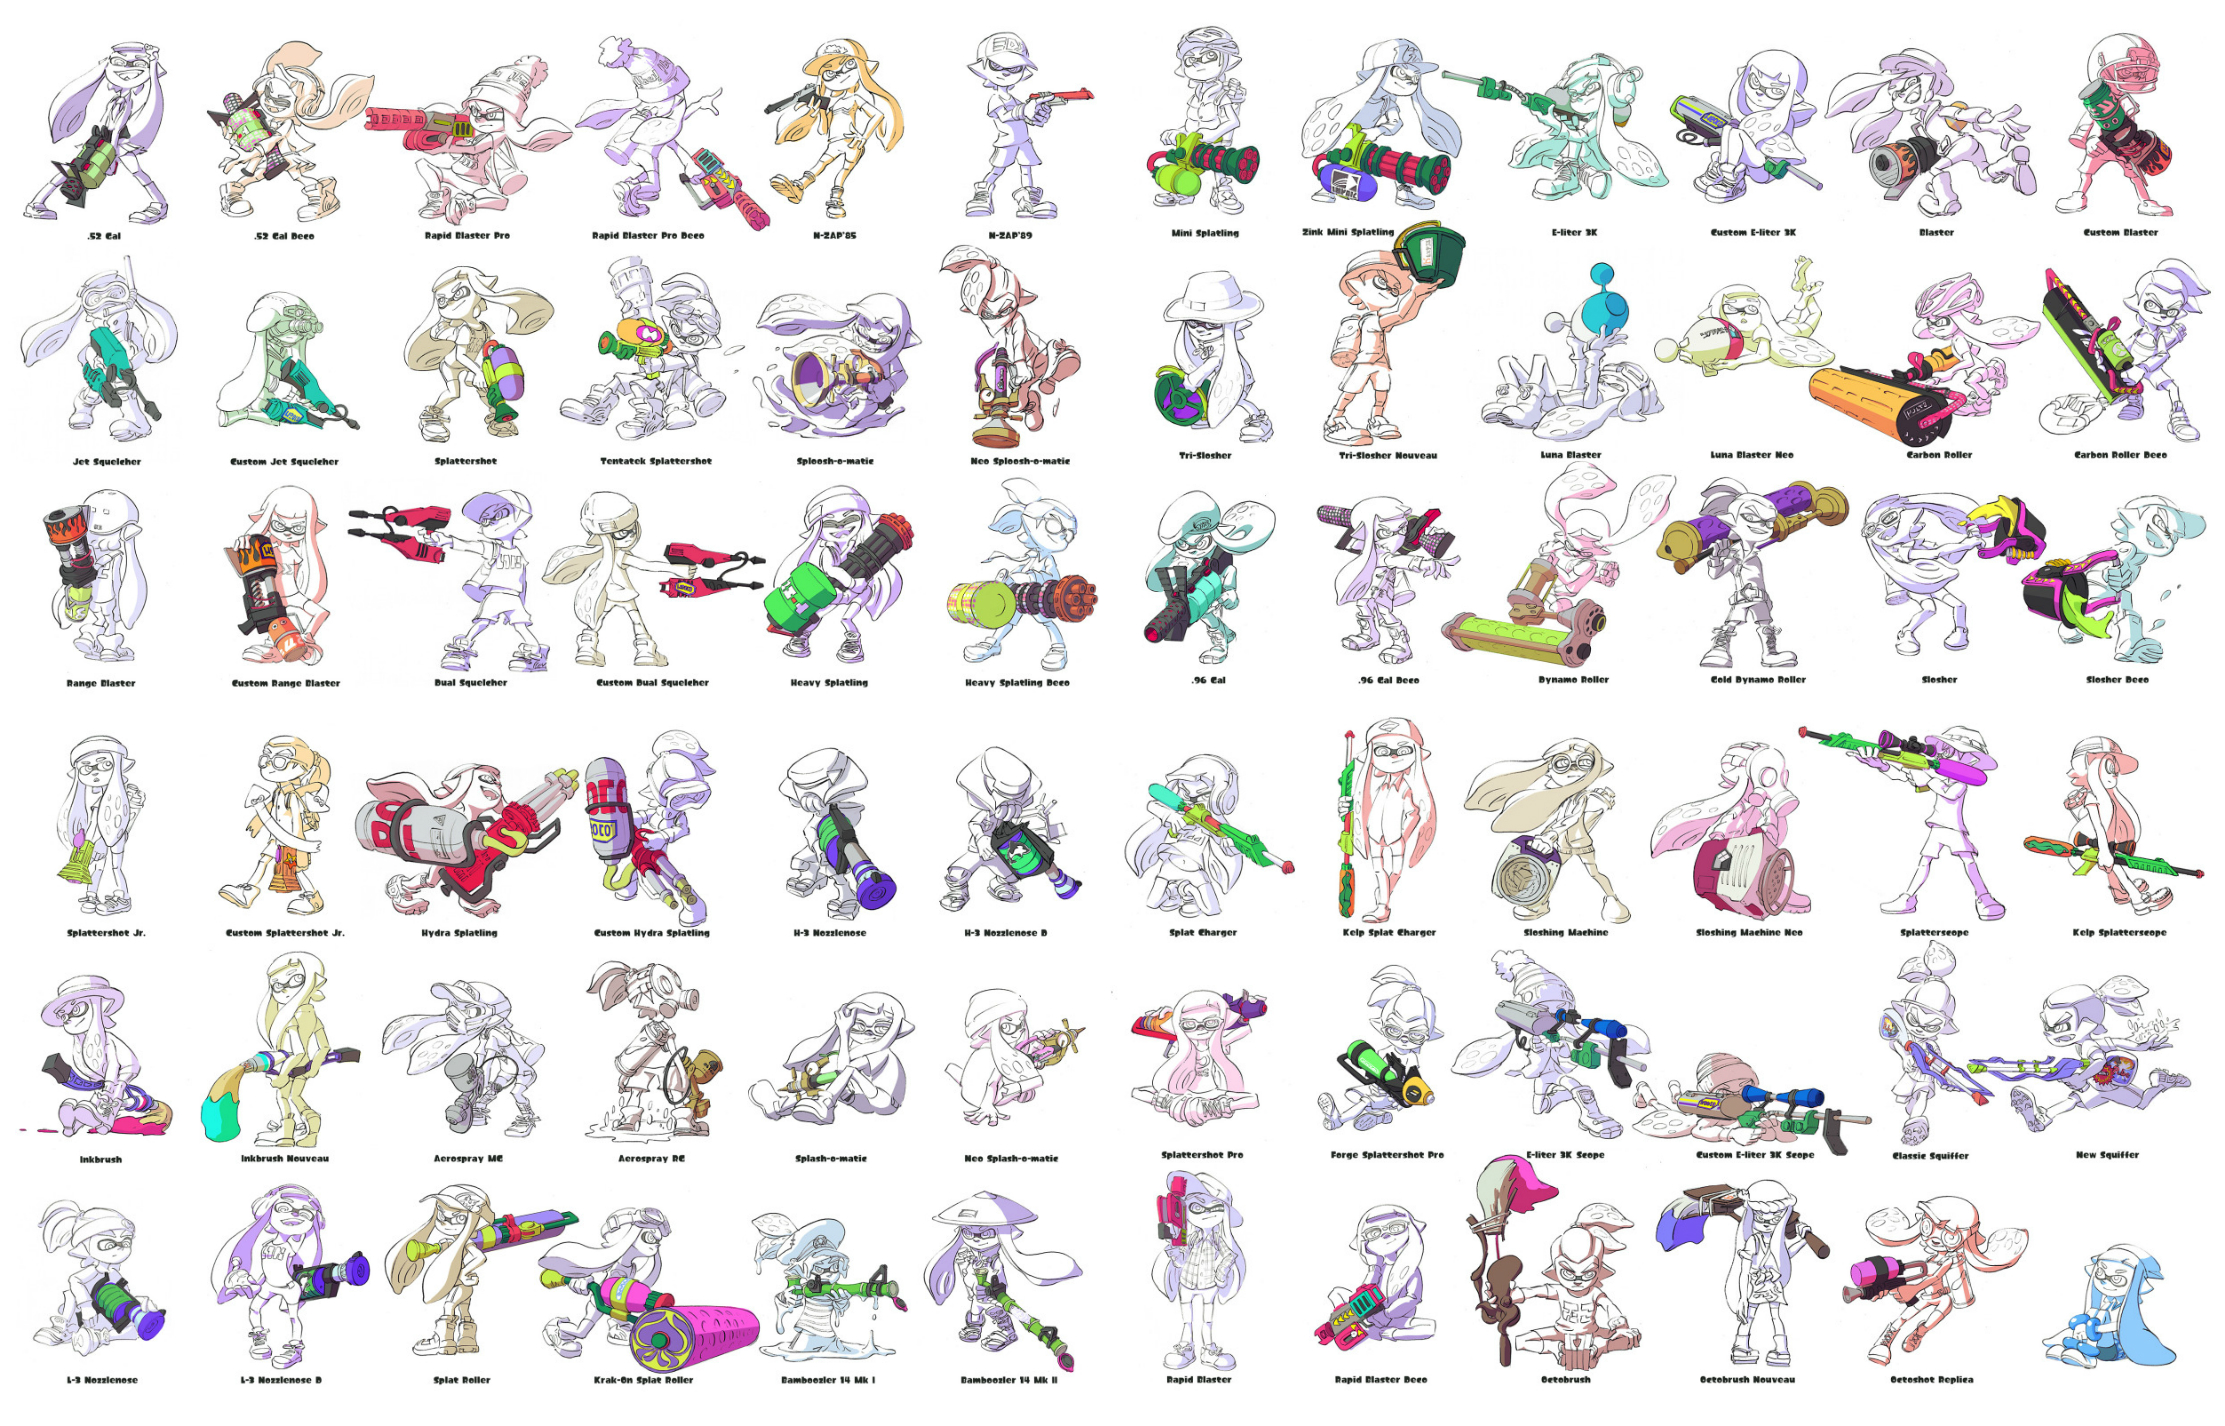 .52 Gal
.52 Gal Deco
Rapid Blaster Pro
Rapid Blaster Pro Deco
N-ZAP'85
N-ZAP'89
Mini Splatling
Zink Mini Splatling
E-liter 3K
Custom E-liter 3K
Blaster
Custom Blaster
Jet Squelcher
Custom Jet Squelcher
Splattershot
Tentatek Splattershot
Sploosh-o-matic
Neo Sploosh-o-matic
Tri-Slosher
Tri-Slosher Nouveau
Luna Blaster
Luna Blaster Neo
Carbon Roller
Carbon Roller Deco
Range Blaster
Custom Range Blaster
Dual Squelcher
Custom Dual Squelcher
Heavy Splatling
Heavy Splatling Deco
.96 Gal
.96 Gal Deco
Dynamo Roller
Gold Dynamo Roller
Slosher
Slosher Deco
Splattershot Jr.
Custom Splattershot Jr.
Hydra Splatling
Custom Hydra Splatling
H-3 Nozzlenose
H-3 Nozzlenose D
Splat Charger
Kelp Splat Charger
Sloshing Machine
Sloshing Machine Neo
Splatterscope
Kelp Splatterscope
Inkbrush
Inkbrush Nouveau
Aerospray MG
Aerospray RG
Splash-o-matic
Neo Splash-o-matic
Splattershot Pro
Forge Splattershot Pro
E-liter 3K Scope
Custom E-liter 3K Scope
Classic Squiffer
New Squiffer
L-3 Nozzlenose
L-3 Nozzlenose D
Splat Roller
Krak-On Splat Roller
Bamboozler 14 Mk I
Bamboozler 14 Mk II
Rapid Blaster
Rapid Blaster Deco
Octobrush
Octobrush Nouveau
Octoshot Replica